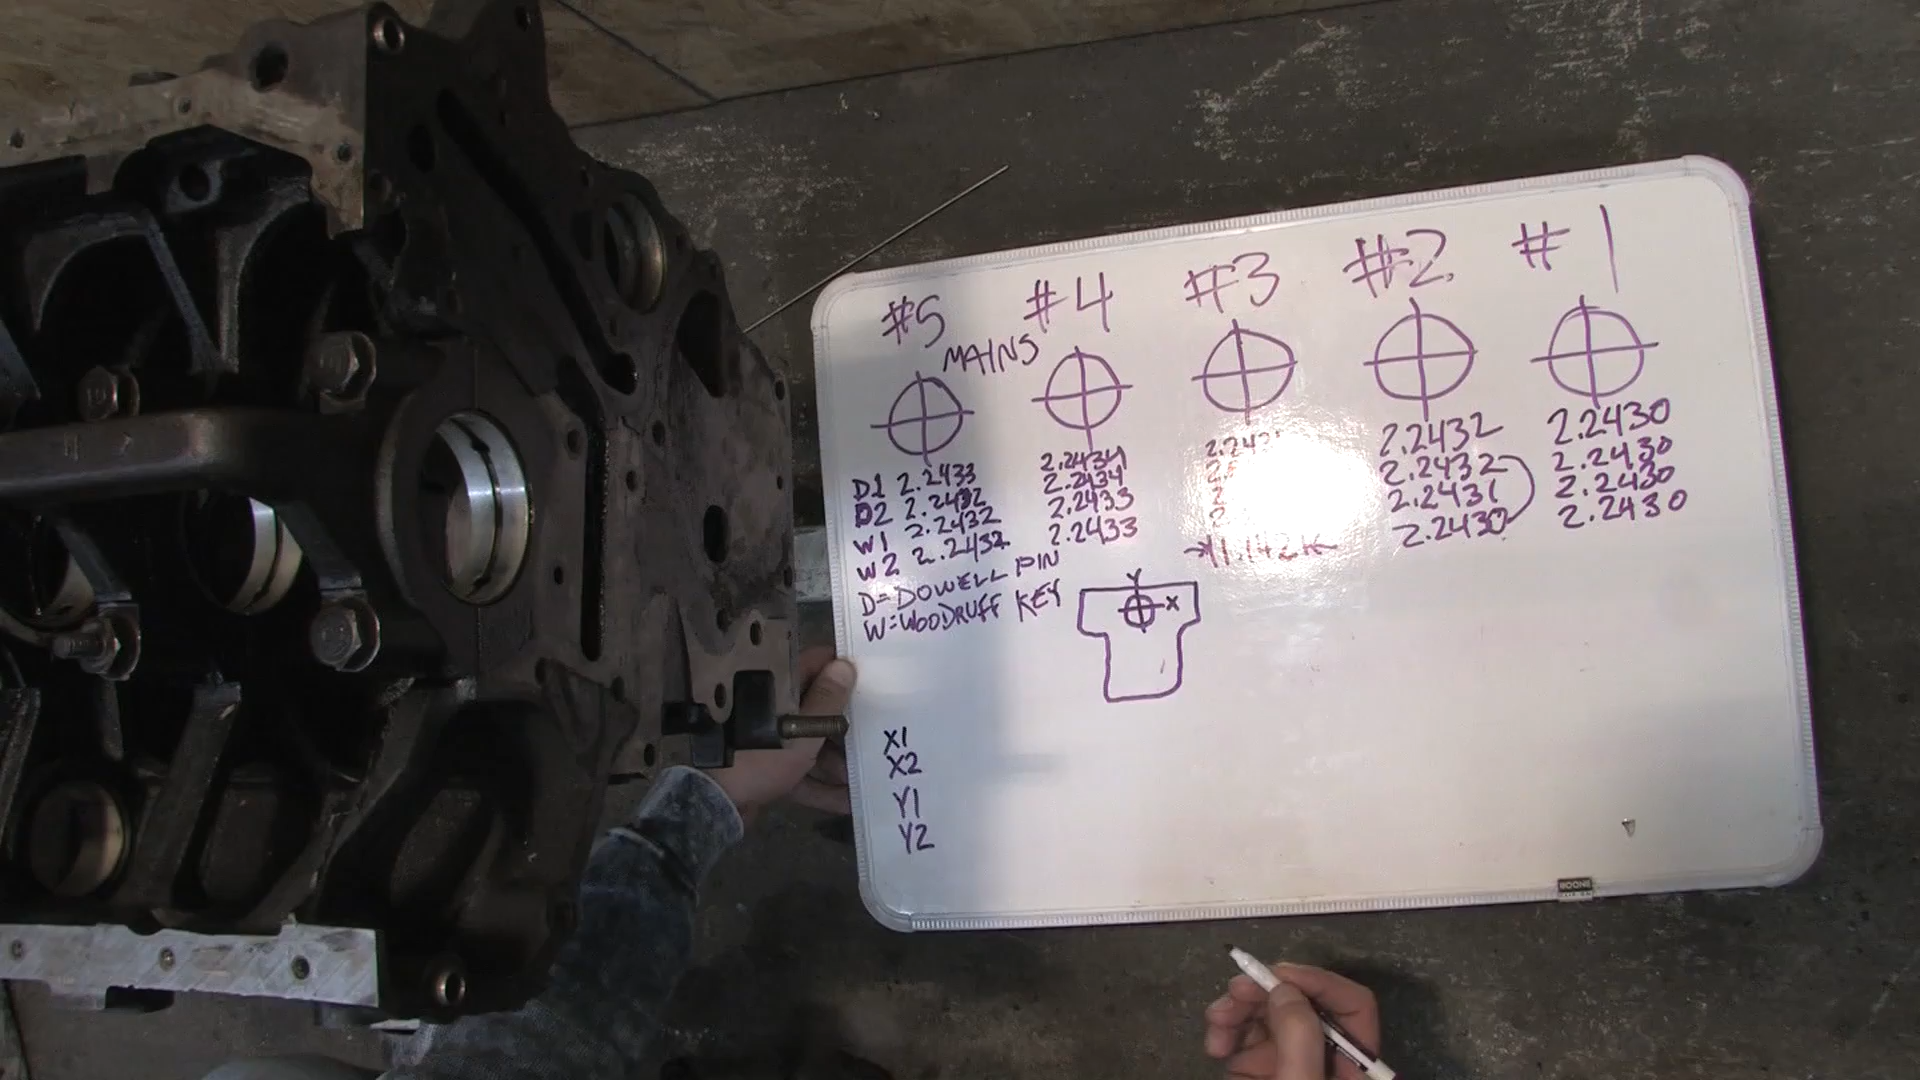 #5 #4 #3 #2 #1
MAINS
D1 2.2433 2.2434 2.2432 2.2430
D2 2.2432 2.2434 2.2432 2.2430
W1 2.2432 2.2433 2.2431 2.2430
W2 2.2432 2.2433 2.2430 2.2430
D=DOWELL PIN
W=WOODRUFF KEY
Y
X
X1
X2
Y1
Y2
BOONE